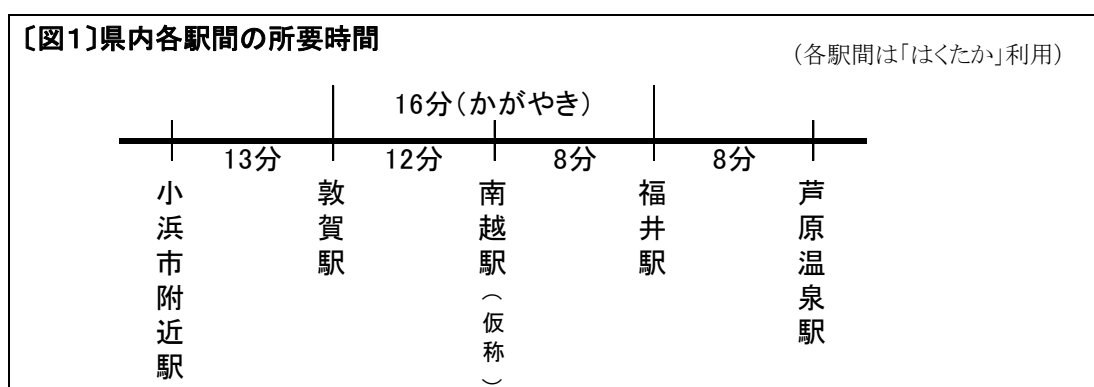 〔図1〕県内各駅間の所要時間
（各駅間は「はくたか」利用）
16分（かがやき）
13分
12分
8分
8分
小浜市附近駅
敦賀駅
南越駅（仮称）
福井駅
芦原温泉駅